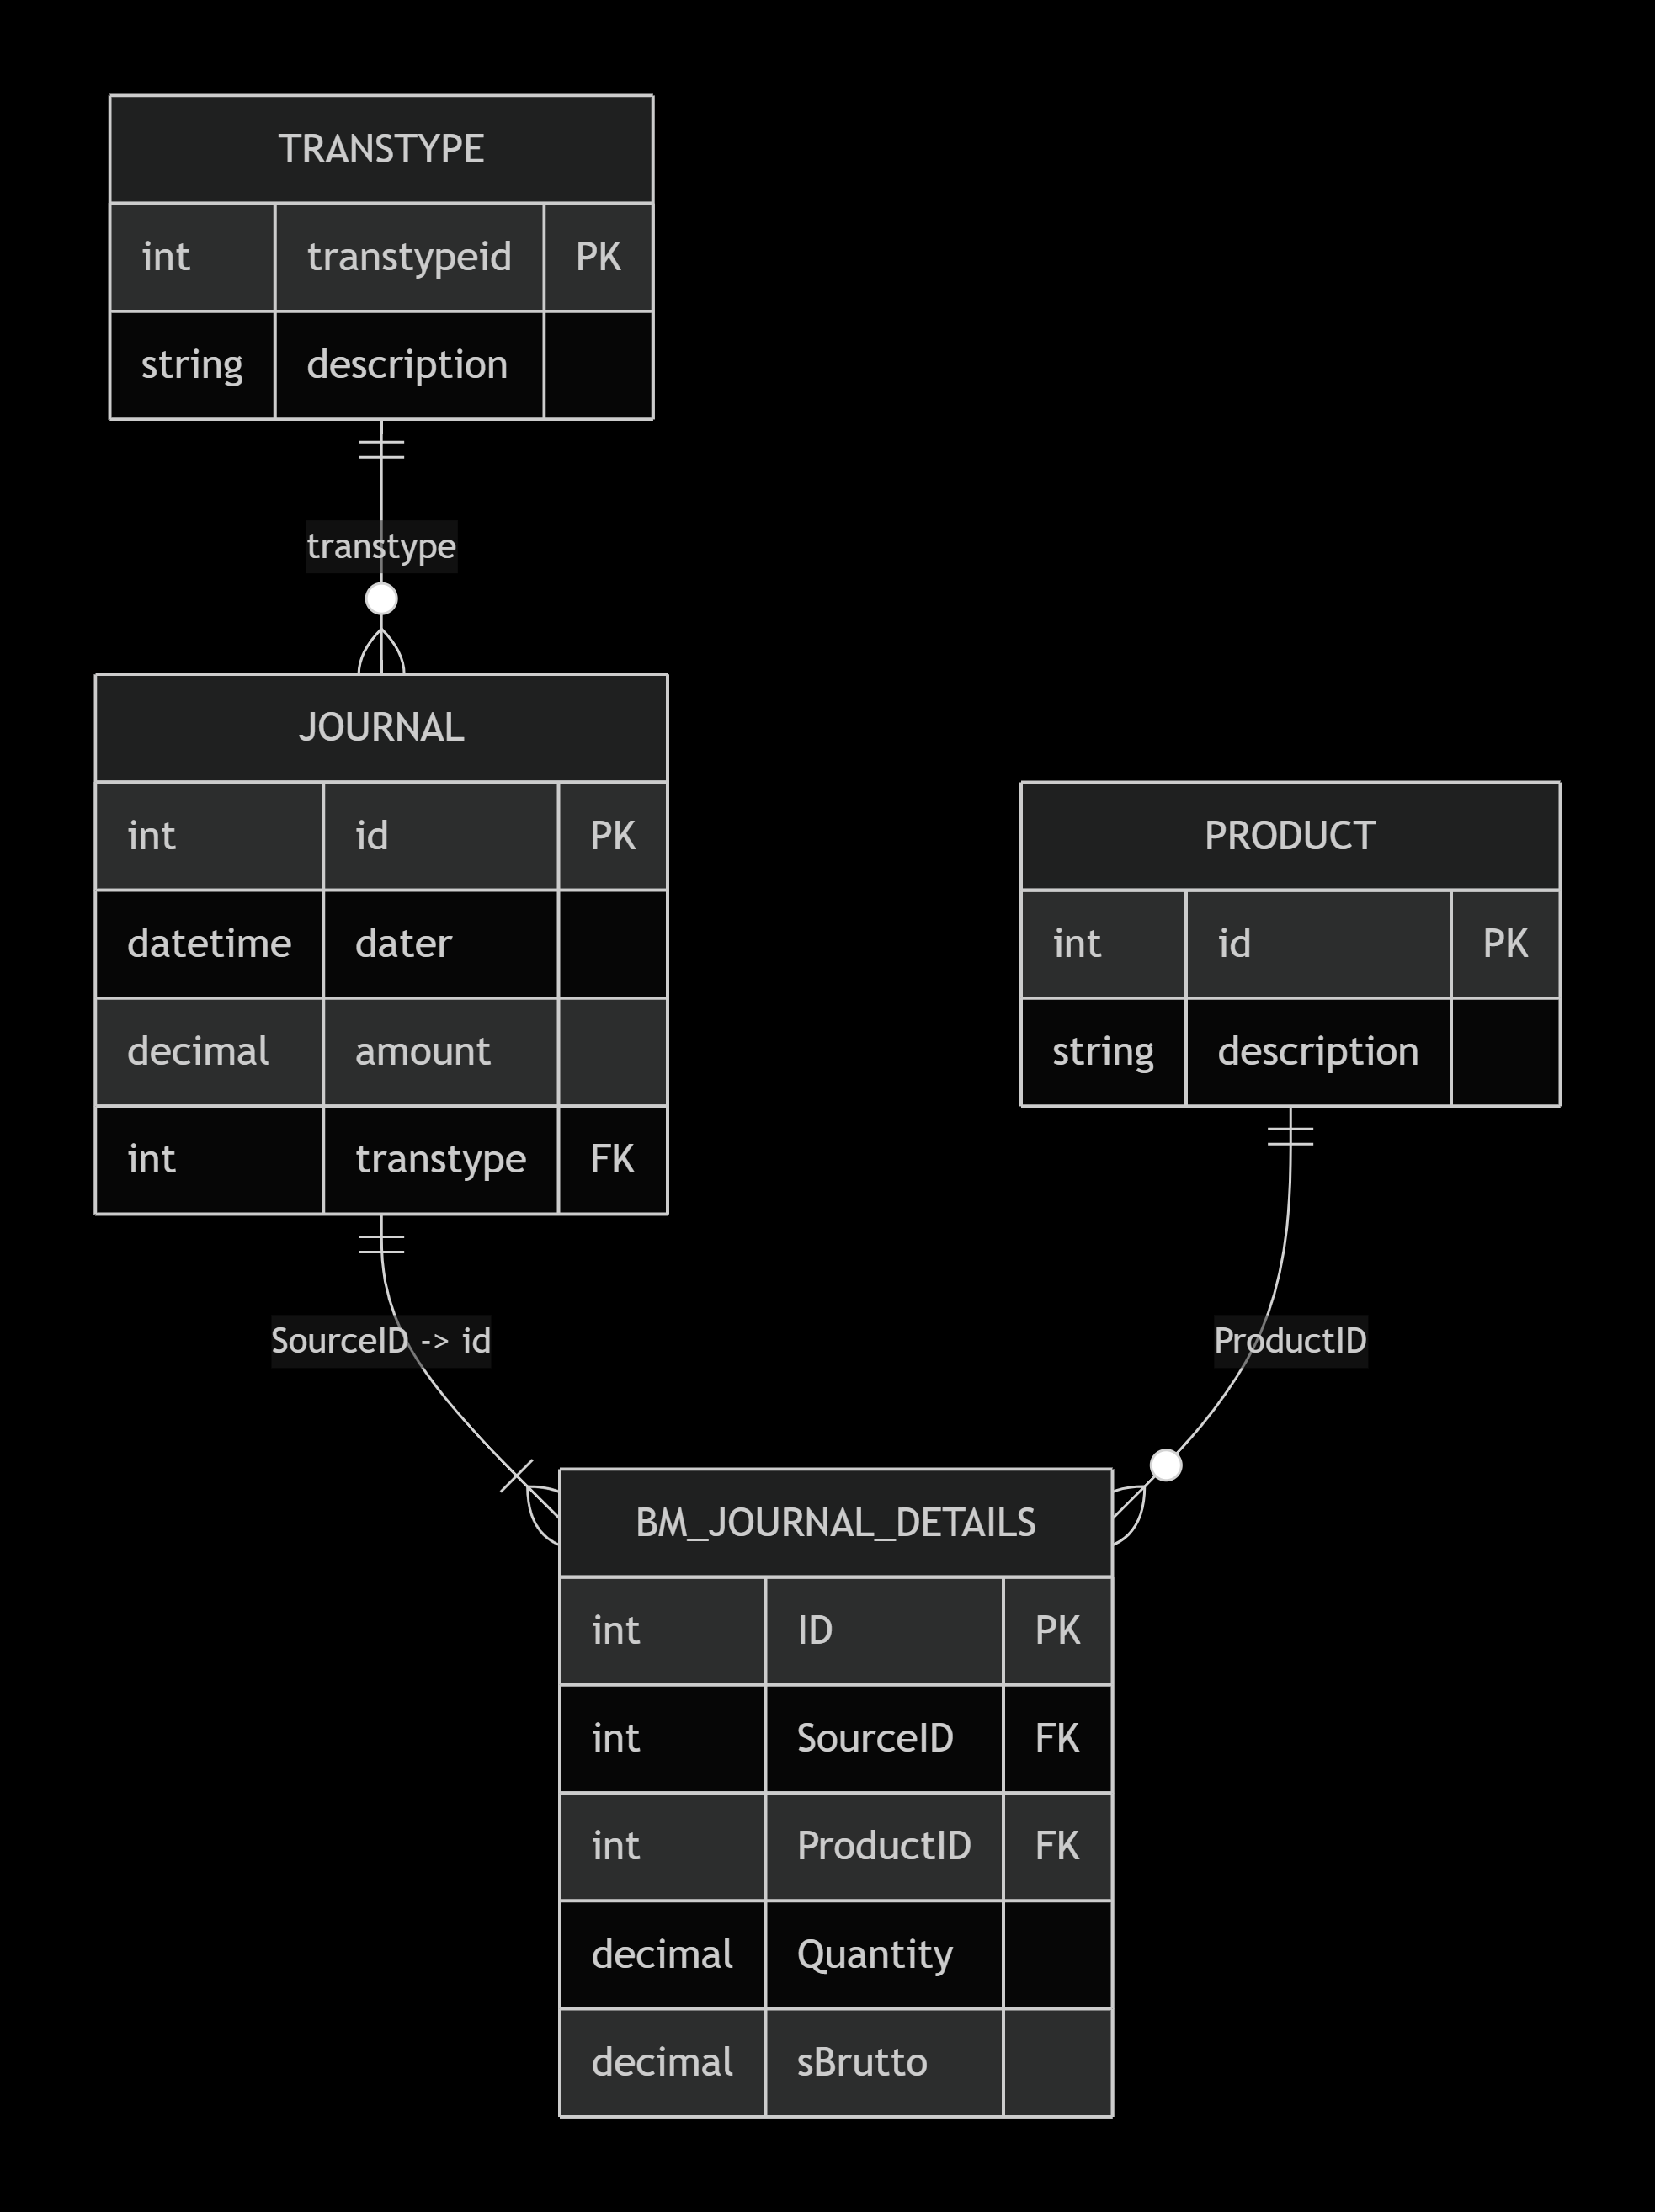 TRANSTYPE
int transtypeid PK
string description
transtype
JOURNAL
int id PK
datetime dater
decimal amount
int transtype FK
PRODUCT
int id PK
string description
SourceID -> id
ProductID
BM_JOURNAL_DETAILS
int ID PK
int SourceID FK
int ProductID FK
decimal Quantity
decimal sBrutto